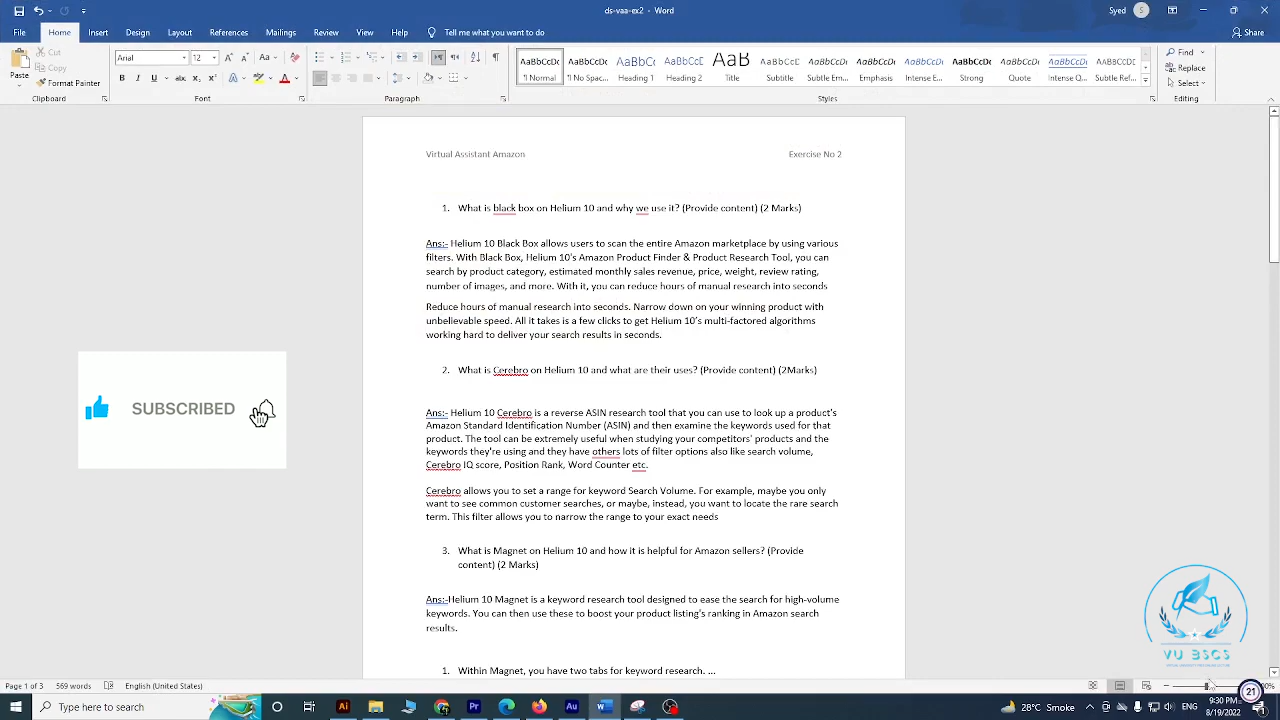 ds-vaa-ex2 - Word
File Home Insert Design Layout References Mailings Review View Help Tell me what you want to do
Share
Cut
Copy
Format Painter
Paste
Arial 12
Find
Replace
Select
¶ Normal ¶ No Spac... Heading 1 Heading 2 Title Subtitle Subtle Em... Emphasis Intense E... Strong Quote Intense Q... Subtle Ref...
Clipboard Font Paragraph Styles Editing
Virtual Assistant Amazon Exercise No 2
1. What is black box on Helium 10 and why we use it? (Provide content) (2 Marks)
Ans:- Helium 10 Black Box allows users to scan the entire Amazon marketplace by using various
filters. With Black Box, Helium 10's Amazon Product Finder & Product Research Tool, you can
search by product category, estimated monthly sales revenue, price, weight, review rating,
number of images, and more. With it, you can reduce hours of manual research into seconds
Reduce hours of manual research into seconds. Narrow down on your winning product with
unbelievable speed. All it takes is a few clicks to get Helium 10's multi-factored algorithms
working hard to deliver your search results in seconds.
2. What is Cerebro on Helium 10 and what are their uses? (Provide content) (2Marks)
Ans:- Helium 10 Cerebro is a reverse ASIN research tool that you can use to look up a product's
Amazon Standard Identification Number (ASIN) and then examine the keywords used for that
product. The tool can be extremely useful when studying your competitors' products and the
keywords they're using and they have others lots of filter options also like search volume,
Cerebro IQ score, Position Rank, Word Counter etc.
Cerebro allows you to set a range for keyword Search Volume. For example, maybe you only
want to see common customer searches, or maybe, instead, you want to locate the rare search
term. This filter allows you to narrow the range to your exact needs
3. What is Magnet on Helium 10 and why it is helpful for Amazon sellers? (Provide
content) (2 Marks)
Ans:-Helium 10 Magnet is a keyword research tool designed to ease the search for high-volume
keywords. You can then use these to boost your product listing's ranking in Amazon search
results.
1. Within Magnet, you have two tabs for keyword research. ...
SUBSCRIBED
VU BSCS
Page 1 of 3 569 words English (United States)
Type here to search
29°C
9:30 PM
8/19/2022
21